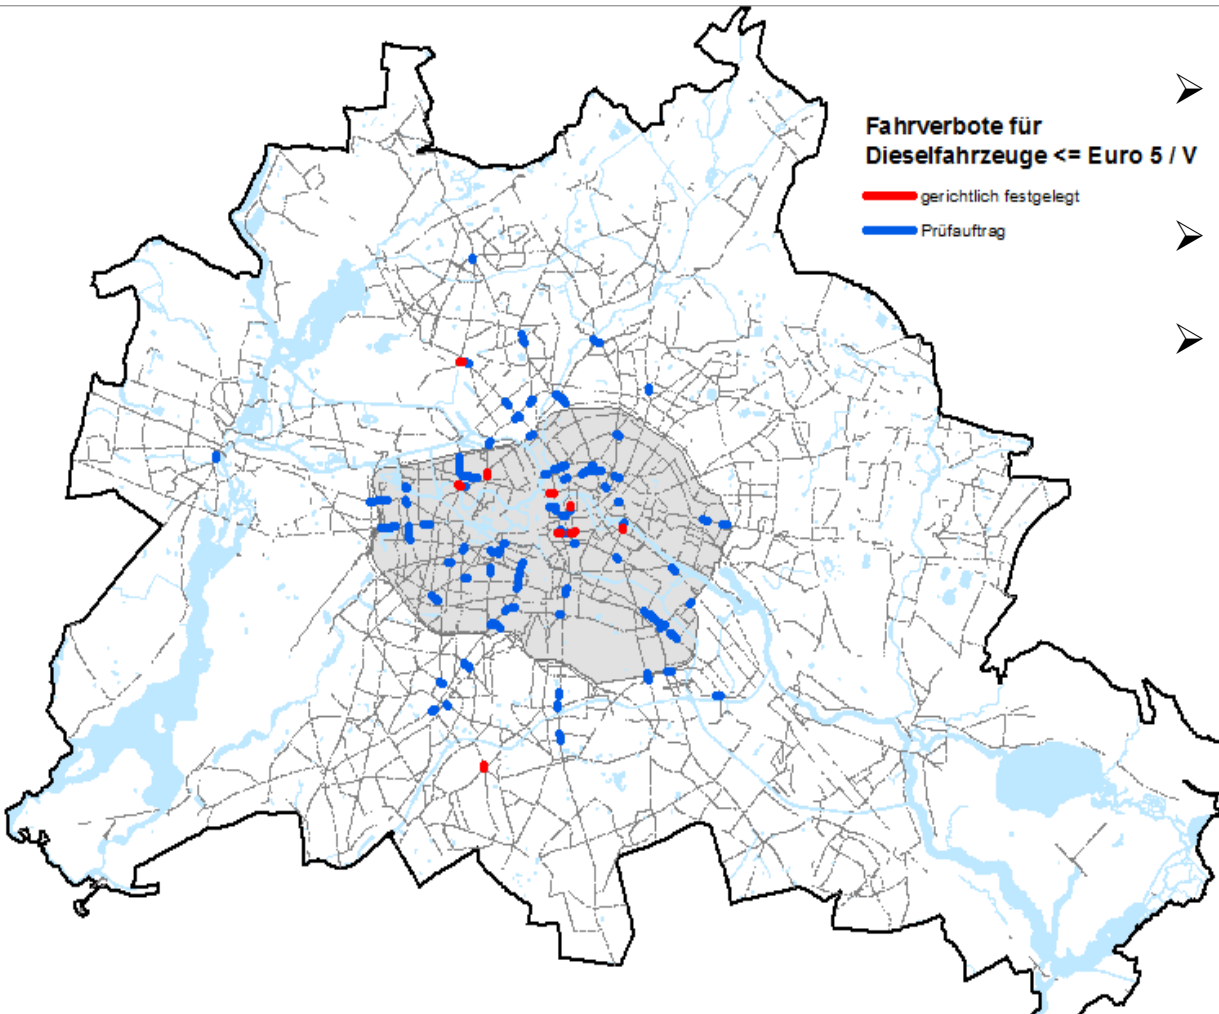 Fahrverbote für
Dieselfahrzeuge <= Euro 5 / V
gerichtlich festgelegt
Prüfauftrag